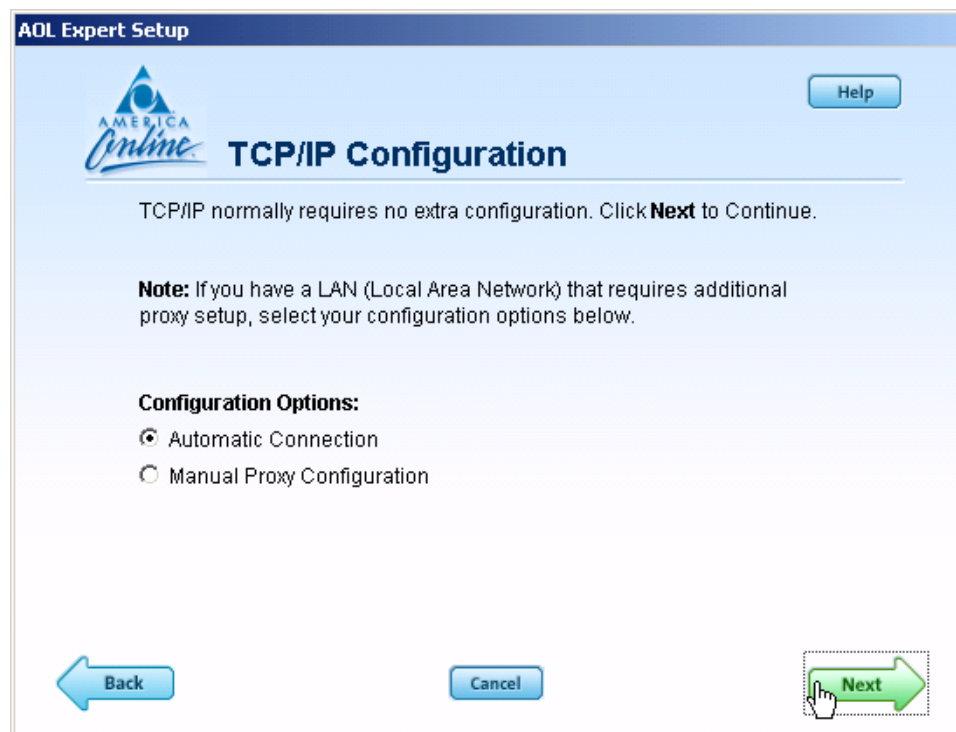 AOL Expert Setup
Help
AMERICA
Online
TCP/IP Configuration
TCP/IP normally requires no extra configuration. Click Next to Continue.
Note: If you have a LAN (Local Area Network) that requires additional
proxy setup, select your configuration options below.
Configuration Options:
Automatic Connection
Manual Proxy Configuration
Back
Cancel
Next